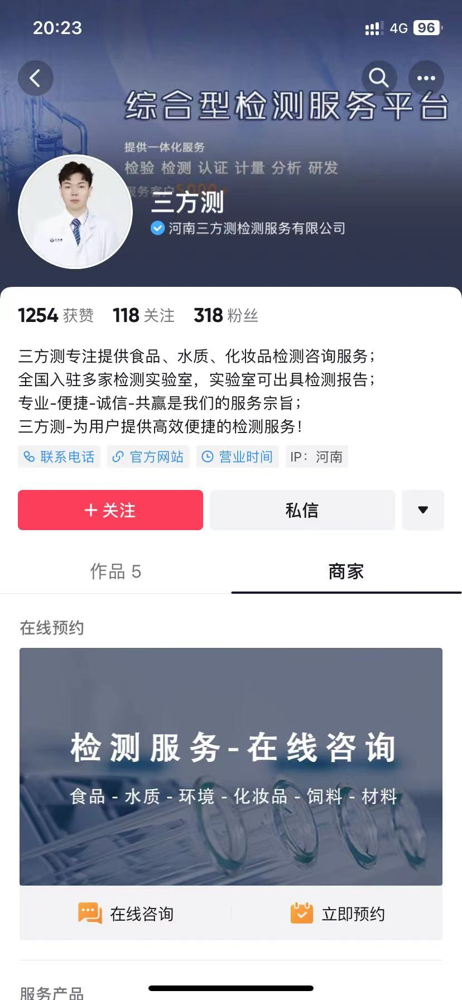 20:23
4G 96
综合型检测服务平台
提供一体化服务
检验 检测 认证 计量 分析 研发
服务客户5000+
三方测
河南三方测检测服务有限公司
1254 获赞 118 关注 318 粉丝
三方测专注提供食品、水质、化妆品检测咨询服务；
全国入驻多家检测实验室，实验室可出具检测报告；
专业-便捷-诚信-共赢是我们的服务宗旨；
三方测-为用户提供高效便捷的检测服务！
联系电话 官方网站 营业时间 IP：河南
+ 关注 私信
作品 5 商家
在线预约
检测服务-在线咨询
食品 - 水质 - 环境 - 化妆品 - 饲料 - 材料
在线咨询 立即预约
服务产品